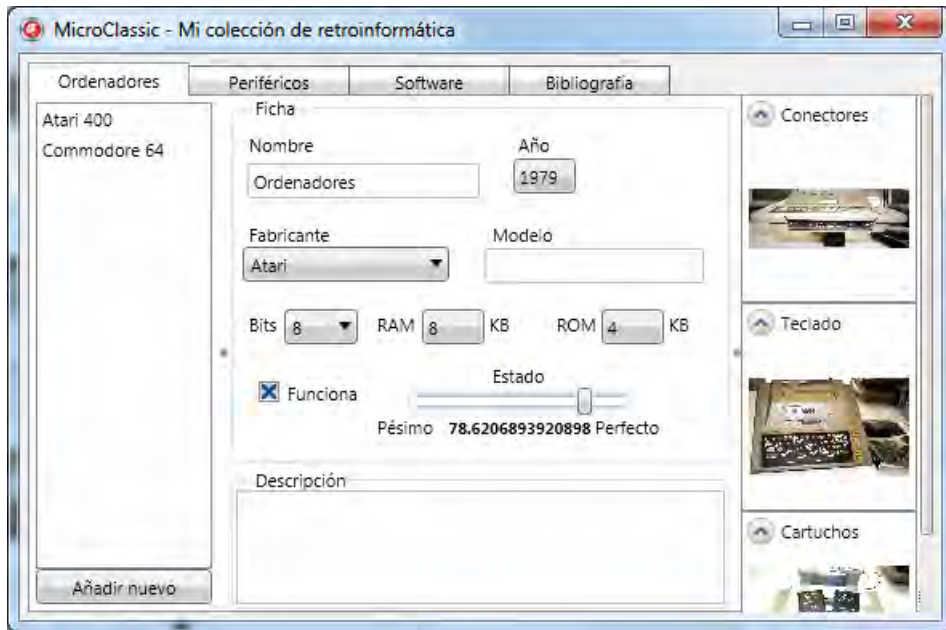 MicroClassic - Mi colección de retroinformática
Ordenadores Periféricos Software Bibliografía
Atari 400
Commodore 64
Añadir nuevo
Ficha
Nombre Año
Ordenadores 1979
Fabricante Modelo
Atari
Bits 8 RAM 8 KB ROM 4 KB
Funciona Estado
Pésimo 78.6206893920898 Perfecto
Descripción
Conectores
Teclado
Cartuchos